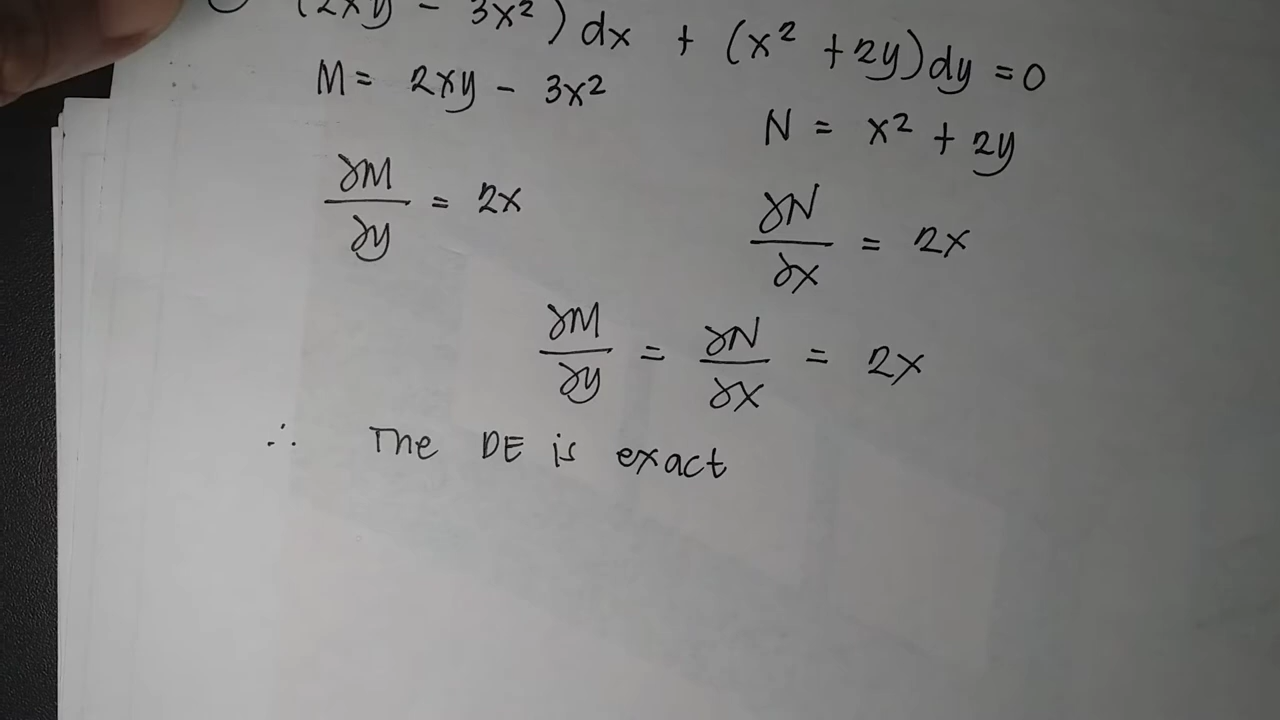 (2xy - 3x²) dx + (x² + 2y) dy = 0
M = 2xy - 3x²
N = x² + 2y
∂M/∂y = 2x
∂N/∂x = 2x
∂M/∂y = ∂N/∂x = 2x
∴ The DE is exact